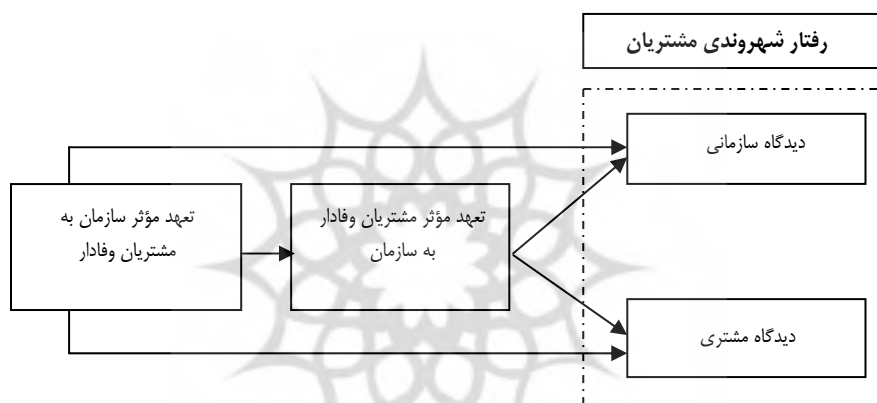 رفتار شهروندی مشتریان
دیدگاه سازمانی
تعهد مؤثر سازمان به
مشتریان وفادار
تعهد مؤثر مشتریان وفادار
به سازمان
دیدگاه مشتری